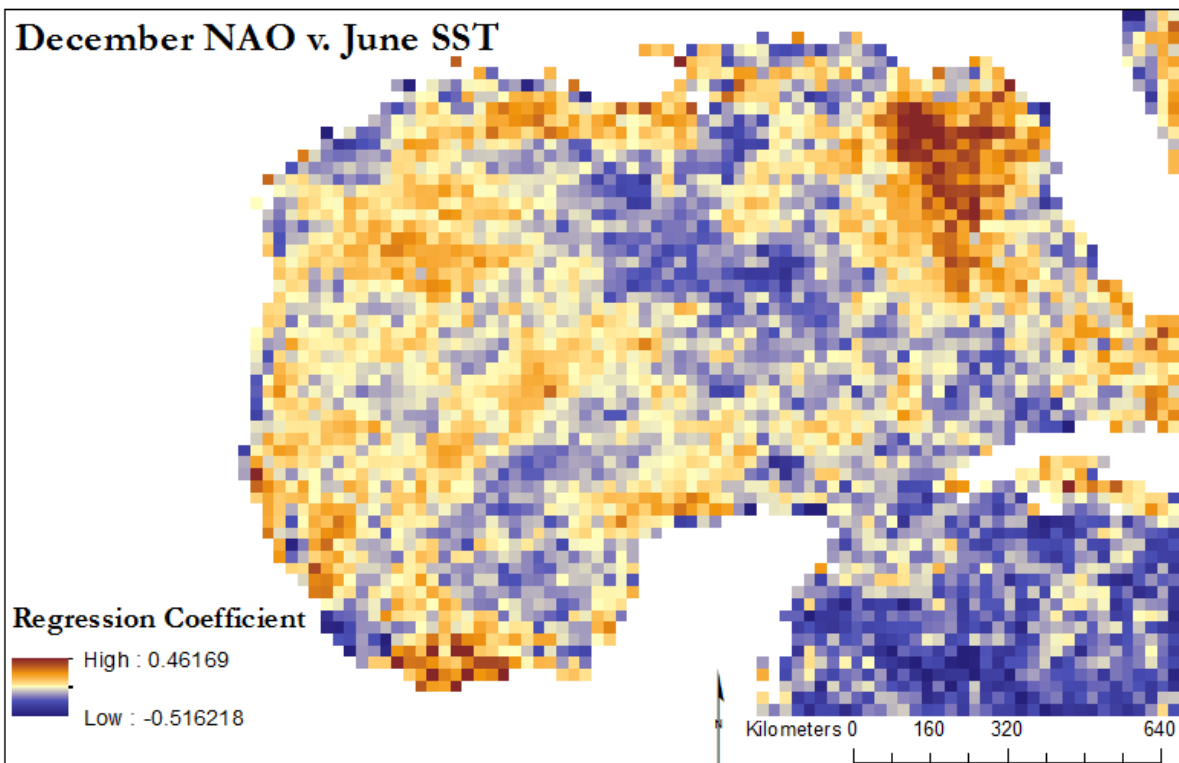 December NAO v. June SST
Regression Coefficient
High : 0.46169
Low : -0.516218
N
Kilometers 0 160 320 640